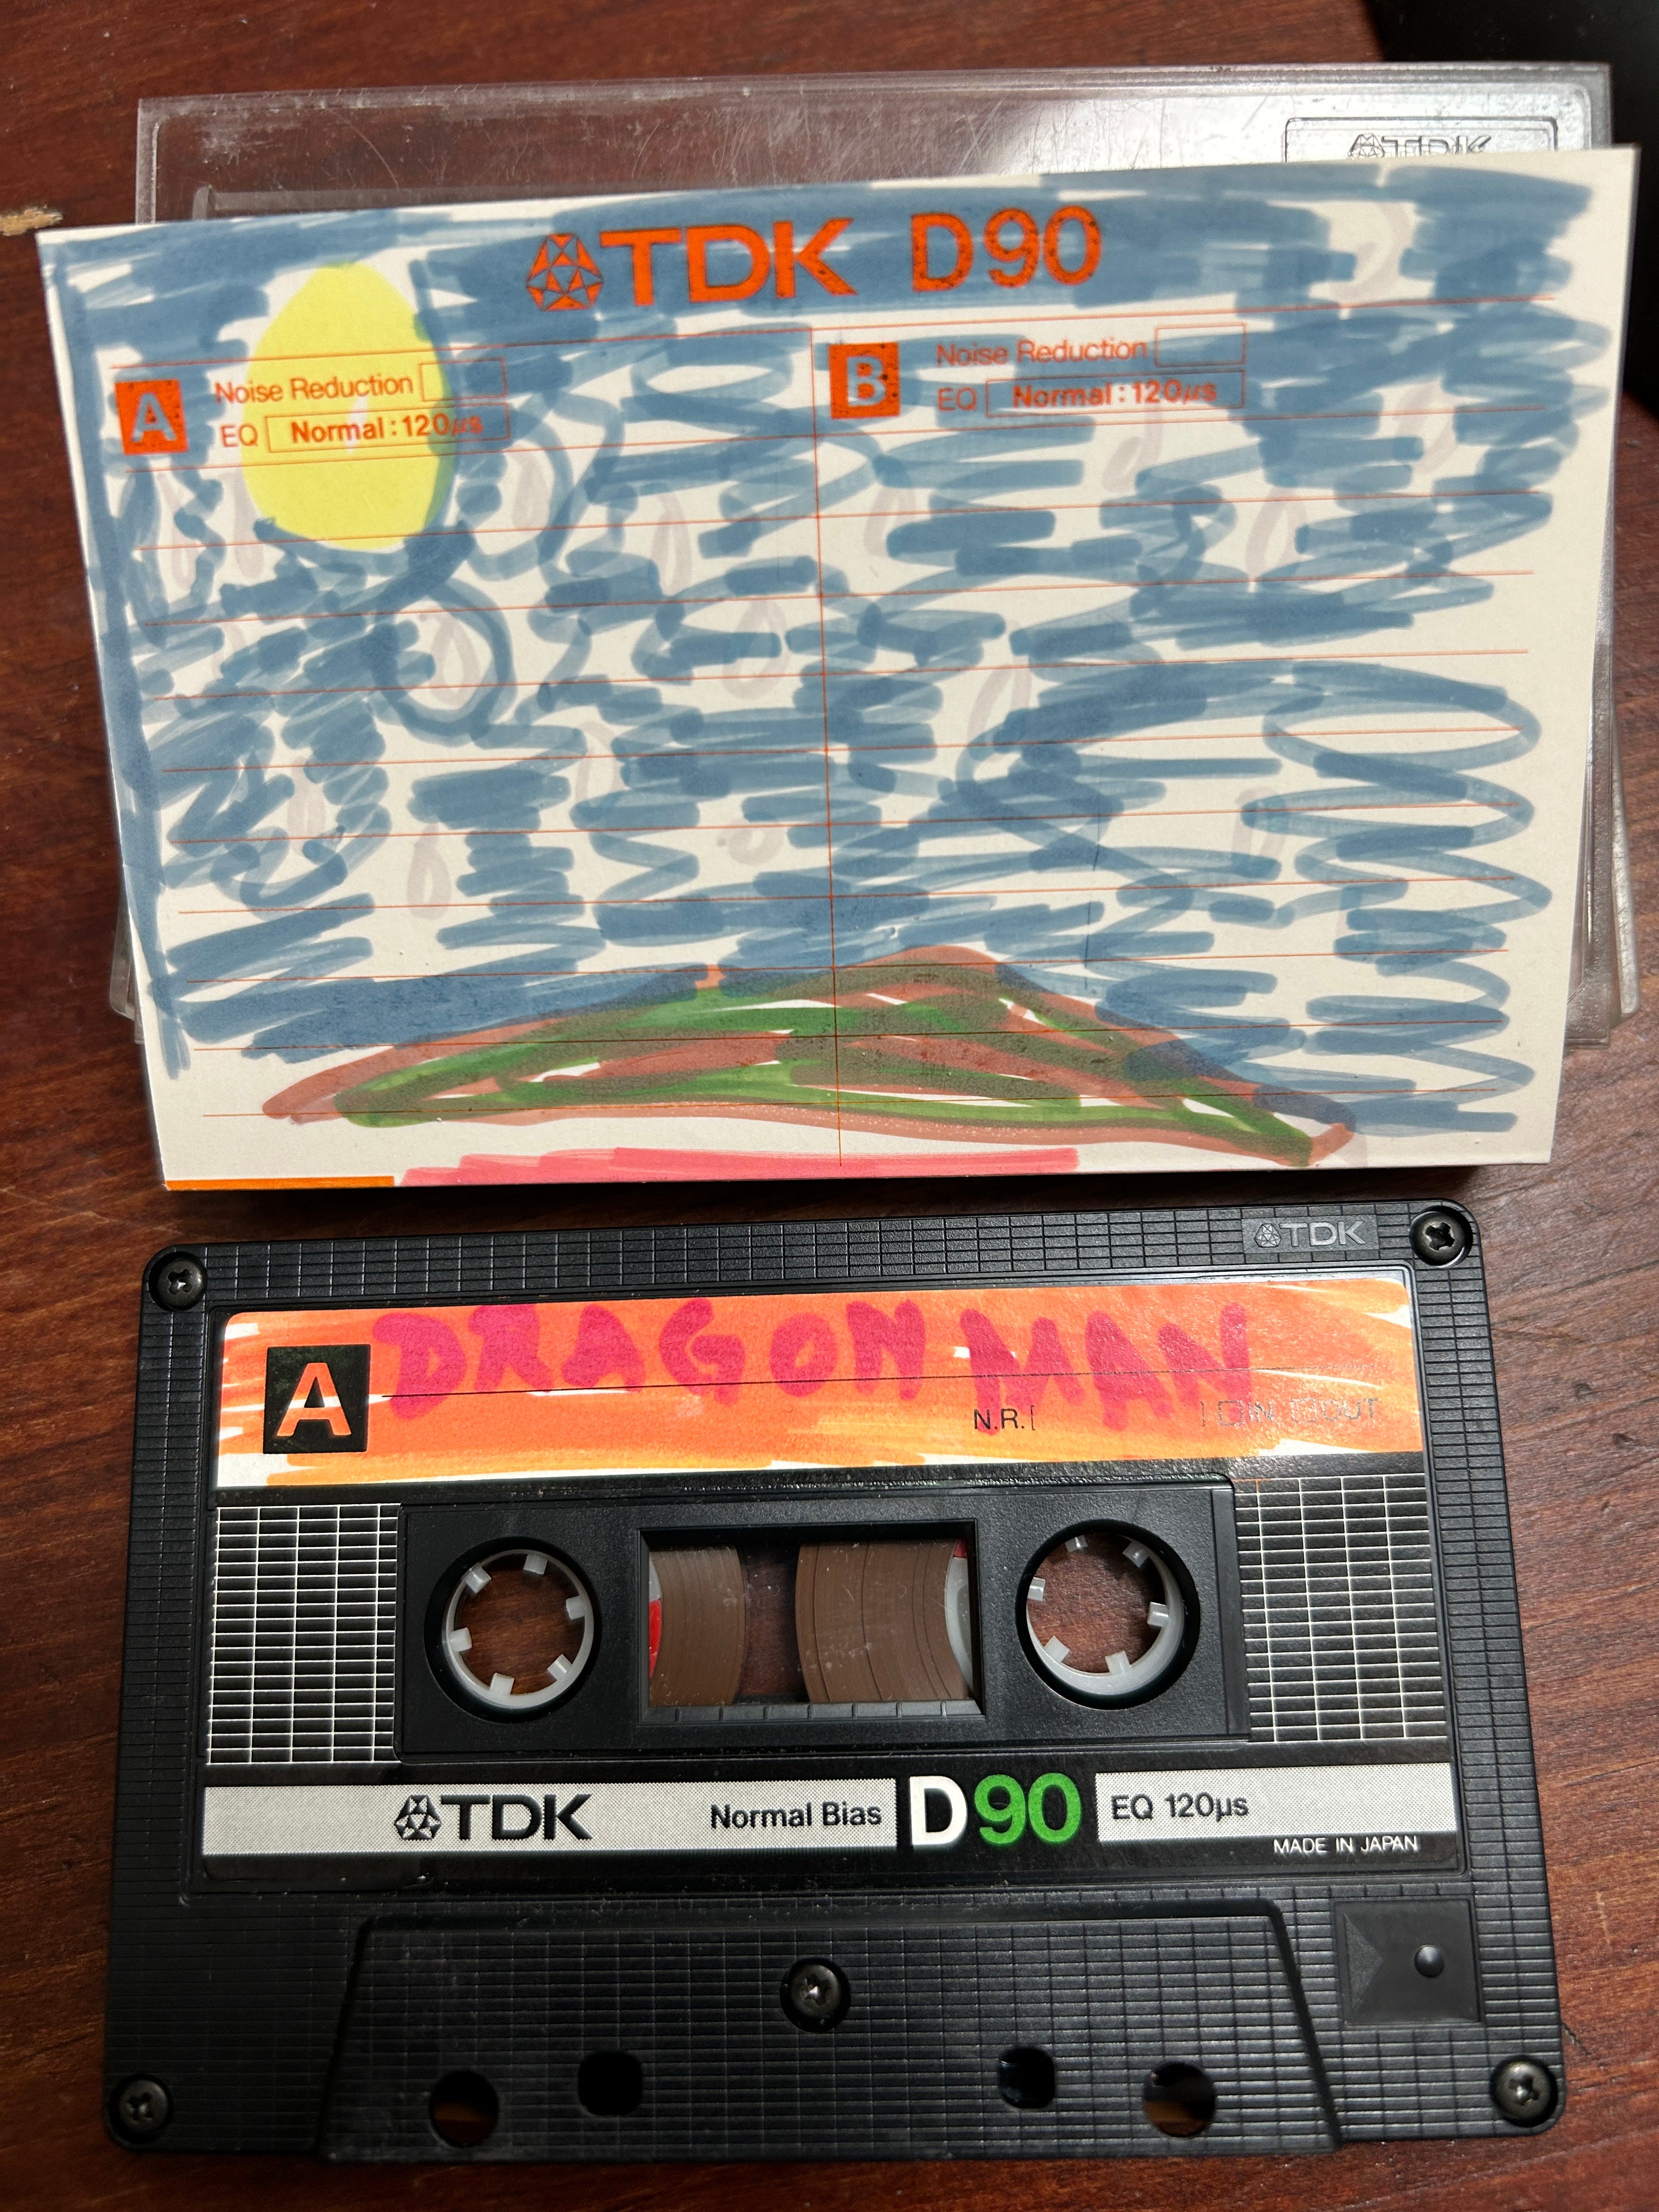 TDK
TDK D90
A Noise Reduction
EQ Normal:120µs
B Noise Reduction
EQ Normal:120µs
TDK
A DRAGON MAN
N.R. IN OUT
TDK Normal Bias D90 EQ 120µs
MADE IN JAPAN